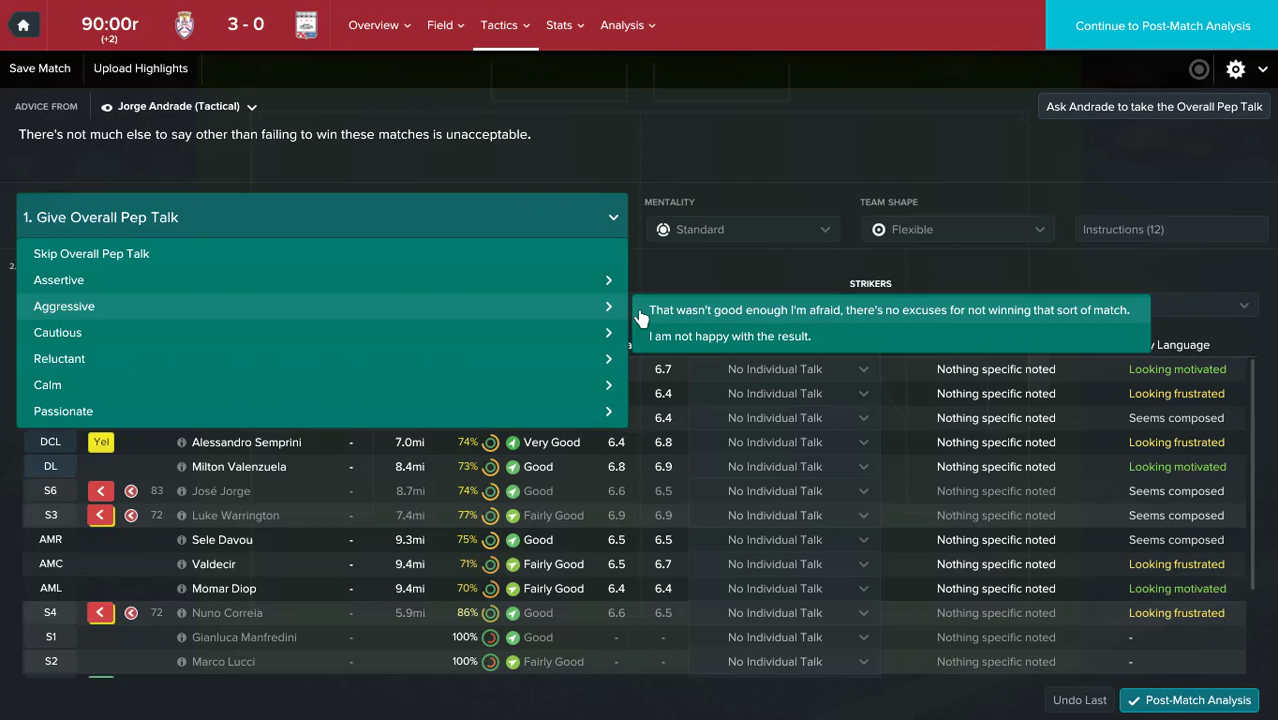 90:00r
(+2)
3 - 0
Overview
Field
Tactics
Stats
Analysis
Continue to Post-Match Analysis
Save Match
Upload Highlights
ADVICE FROM
Jorge Andrade (Tactical)
Ask Andrade to take the Overall Pep Talk
There's not much else to say other than failing to win these matches is unacceptable.
1. Give Overall Pep Talk
MENTALITY
Standard
TEAM SHAPE
Flexible
Instructions (12)
Skip Overall Pep Talk
Assertive
Aggressive
Cautious
Reluctant
Calm
Passionate
2.
STRIKERS
That wasn't good enough I'm afraid, there's no excuses for not winning that sort of match.
I am not happy with the result.
y Language
6.7 No Individual Talk Nothing specific noted Looking motivated
6.4 No Individual Talk Nothing specific noted Looking frustrated
6.4 No Individual Talk Nothing specific noted Seems composed
DCL Yel Alessandro Semprini - 7.0mi 74% Very Good 6.4 6.8 No Individual Talk Nothing specific noted Looking frustrated
DL Milton Valenzuela - 8.4mi 73% Good 6.8 6.9 No Individual Talk Nothing specific noted Looking motivated
S6 83 José Jorge - 8.7mi 74% Good 6.6 6.5 No Individual Talk Nothing specific noted Seems composed
S3 72 Luke Warrington - 7.4mi 77% Fairly Good 6.9 6.9 No Individual Talk Nothing specific noted Seems composed
AMR Sele Davou - 9.3mi 75% Good 6.4 6.5 No Individual Talk Nothing specific noted Seems composed
AMC Valdecir - 9.4mi 71% Fairly Good 6.5 6.7 No Individual Talk Nothing specific noted Looking frustrated
AML Momar Diop - 9.4mi 70% Fairly Good 6.4 6.4 No Individual Talk Nothing specific noted Looking motivated
S4 72 Nuno Correia - 5.9mi 86% Good 6.6 6.5 No Individual Talk Nothing specific noted Looking frustrated
S1 Gianluca Manfredini - 100% Good - - No Individual Talk Nothing specific noted -
S2 Marco Lucci - 100% Fairly Good - - No Individual Talk Nothing specific noted -
Undo Last
Post-Match Analysis